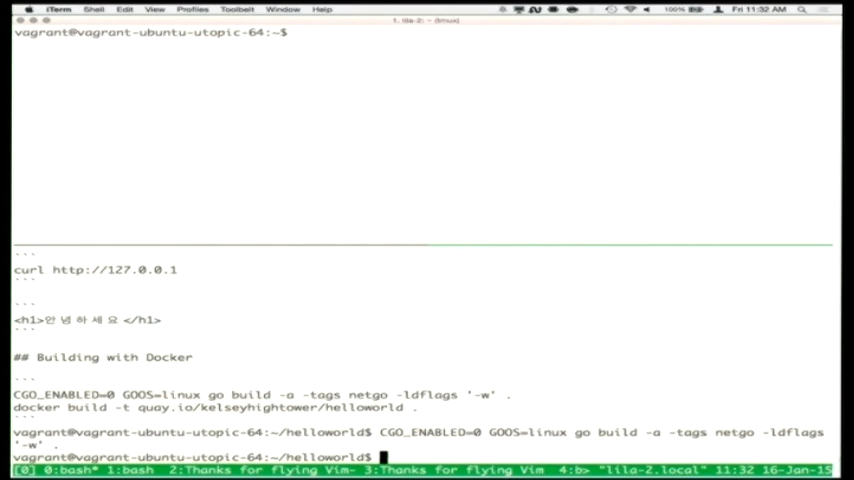 iTerm Shell Edit View Profiles Toolbelt Window Help 100% Fri 11:32 AM
1. lila-2: ~ (tmux)
vagrant@vagrant-ubuntu-utopic-64:~$
```
curl http://127.0.0.1
```
```
<h1>안녕하세요</h1>
```
## Building with Docker
```
CGO_ENABLED=0 GOOS=linux go build -a -tags netgo -ldflags '-w' .
docker build -t quay.io/kelseyhightower/helloworld .
```
vagrant@vagrant-ubuntu-utopic-64:~/helloworld$ CGO_ENABLED=0 GOOS=linux go build -a -tags netgo -ldflags
'-w' .
vagrant@vagrant-ubuntu-utopic-64:~/helloworld$
[0] 0:bash* 1:bash 2:Thanks for flying Vim- 3:Thanks for flying Vim 4:b> "lila-2.local" 11:32 16-Jan-15